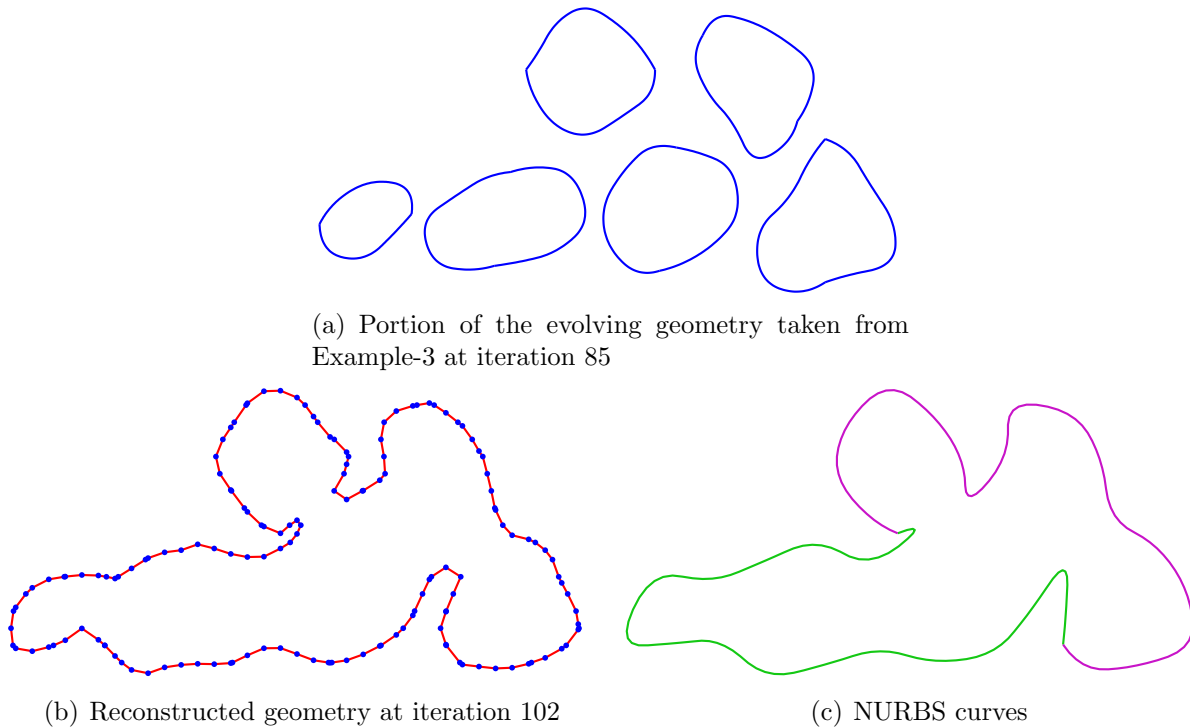 (a) Portion of the evolving geometry taken from
Example-3 at iteration 85
(b) Reconstructed geometry at iteration 102
(c) NURBS curves